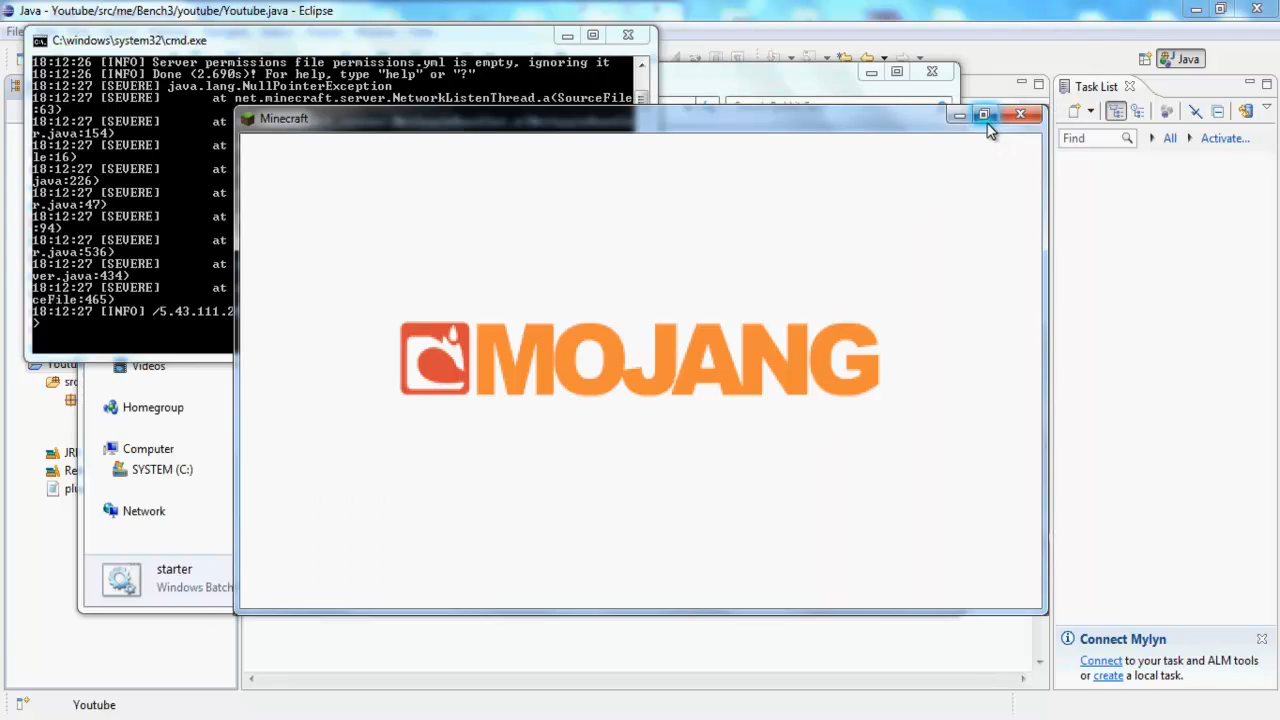 Java - Youtube/src/me/Bench3/youtube/Youtube.java - Eclipse
C:\windows\system32\cmd.exe
18:12:26 [INFO] Server permissions file permissions.yml is empty, ignoring it
18:12:26 [INFO] Done (2.690s)! For help, type "help" or "?"
18:12:27 [SEVERE] java.lang.NullPointerException
18:12:27 [SEVERE] at net.minecraft.server.NetworkListenThread.a(SourceFile
:63)
18:12:27 [SEVERE] at
r.java:154)
18:12:27 [SEVERE] at
le:16)
18:12:27 [SEVERE] at
java:226)
18:12:27 [SEVERE] at
r.java:47)
18:12:27 [SEVERE] at
:94)
18:12:27 [SEVERE] at
r.java:536)
18:12:27 [SEVERE] at
ver.java:434)
18:12:27 [SEVERE] at
ceFile:465)
18:12:27 [INFO] /5.43.111.2
>
Minecraft
MOJANG
Java
Task List
Find
All
Activate...
Videos
Homegroup
Computer
SYSTEM (C:)
Network
starter
Windows Batch
Connect Mylyn
Connect to your task and ALM tools
or create a local task.
Youtube